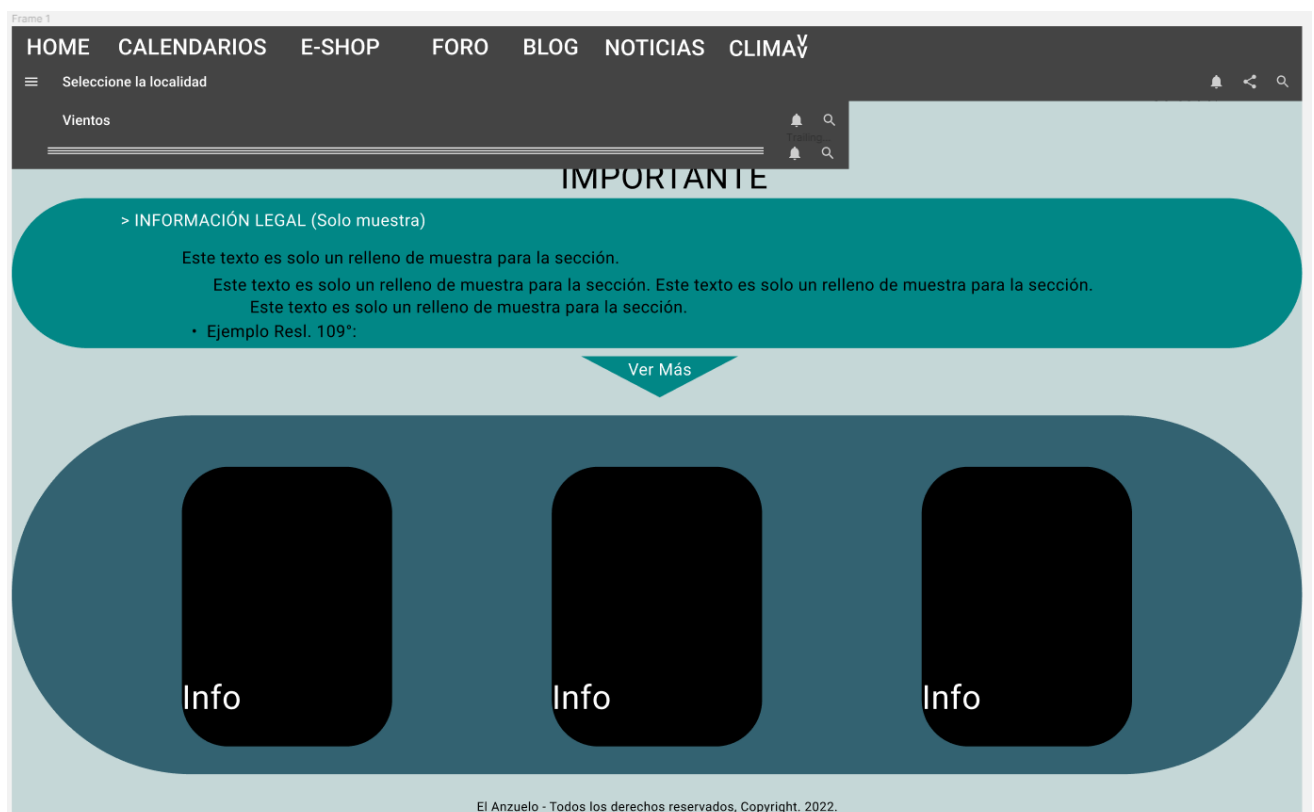 Frame 1
HOME CALENDARIOS E-SHOP FORO BLOG NOTICIAS CLIMA
Seleccione la localidad
Vientos
Trailing...
IMPORTANTE
> INFORMACIÓN LEGAL (Solo muestra)
Este texto es solo un relleno de muestra para la sección.
Este texto es solo un relleno de muestra para la sección. Este texto es solo un relleno de muestra para la sección.
Este texto es solo un relleno de muestra para la sección.
• Ejemplo Resl. 109°:
Ver Más
Info Info Info
El Anzuelo - Todos los derechos reservados, Copyright. 2022.